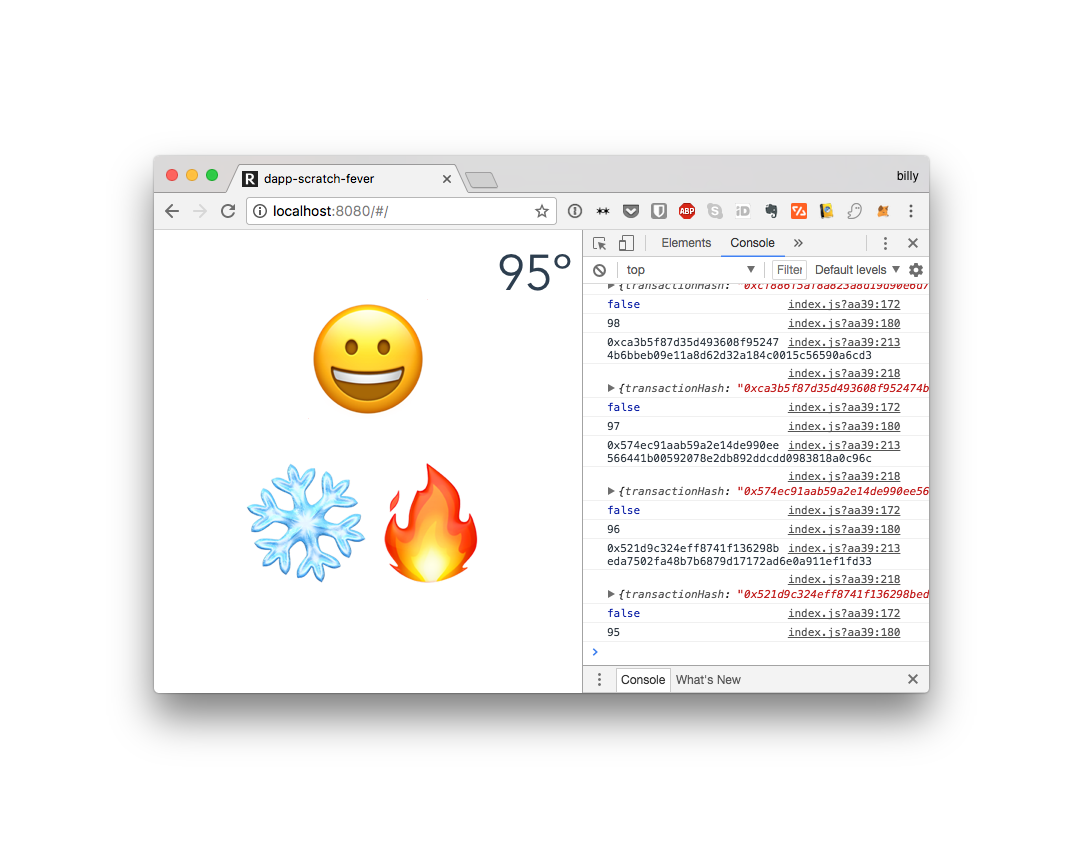 R dapp-scratch-fever
billy
localhost:8080/#/
ABP
iD
95°
Elements
Console
top
Filter
Default levels
{transactionHash: "0xcf886f5af8a823a8d19d90e6d7
false index.js?aa39:172
98 index.js?aa39:180
0xca3b5f87d35d493608f95247 index.js?aa39:213
4b6bbeb09e11a8d62d32a184c0015c56590a6cd3
index.js?aa39:218
{transactionHash: "0xca3b5f87d35d493608f952474b
false index.js?aa39:172
97 index.js?aa39:180
0x574ec91aab59a2e14de990ee index.js?aa39:213
566441b00592078e2db892ddcdd0983818a0c96c
index.js?aa39:218
{transactionHash: "0x574ec91aab59a2e14de990ee56
false index.js?aa39:172
96 index.js?aa39:180
0x521d9c324eff8741f136298b index.js?aa39:213
eda7502fa48b7b6879d17172ad6e0a911ef1fd33
index.js?aa39:218
{transactionHash: "0x521d9c324eff8741f136298bed
false index.js?aa39:172
95 index.js?aa39:180
Console
What's New